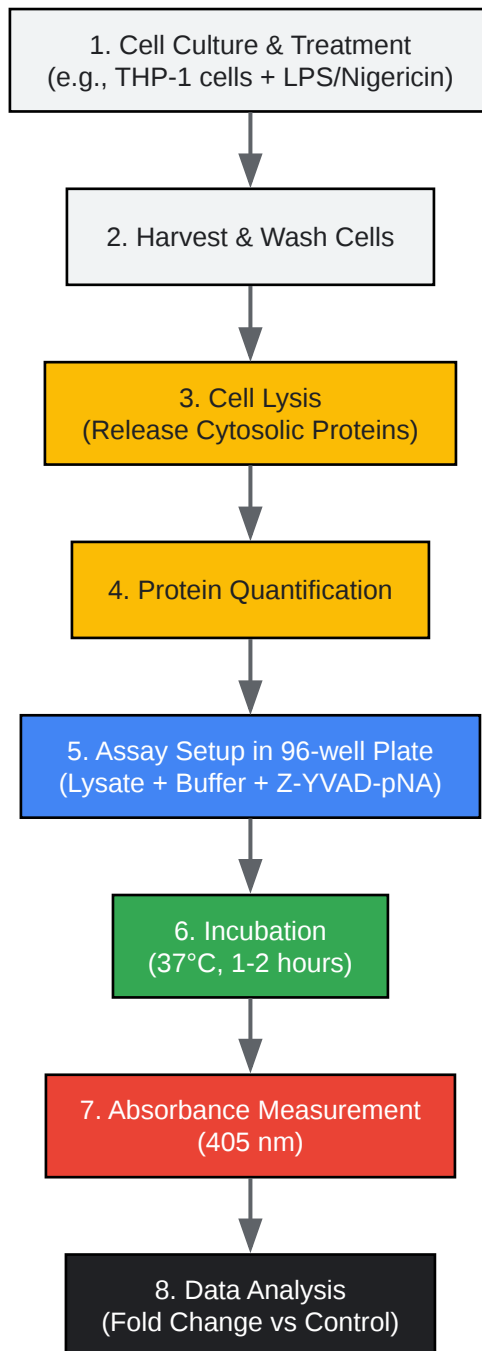 1. Cell Culture & Treatment
(e.g., THP-1 cells + LPS/Nigericin)
2. Harvest & Wash Cells
3. Cell Lysis
(Release Cytosolic Proteins)
4. Protein Quantification
5. Assay Setup in 96-well Plate
(Lysate + Buffer + Z-YVAD-pNA)
6. Incubation
(37°C, 1-2 hours)
7. Absorbance Measurement
(405 nm)
8. Data Analysis
(Fold Change vs Control)